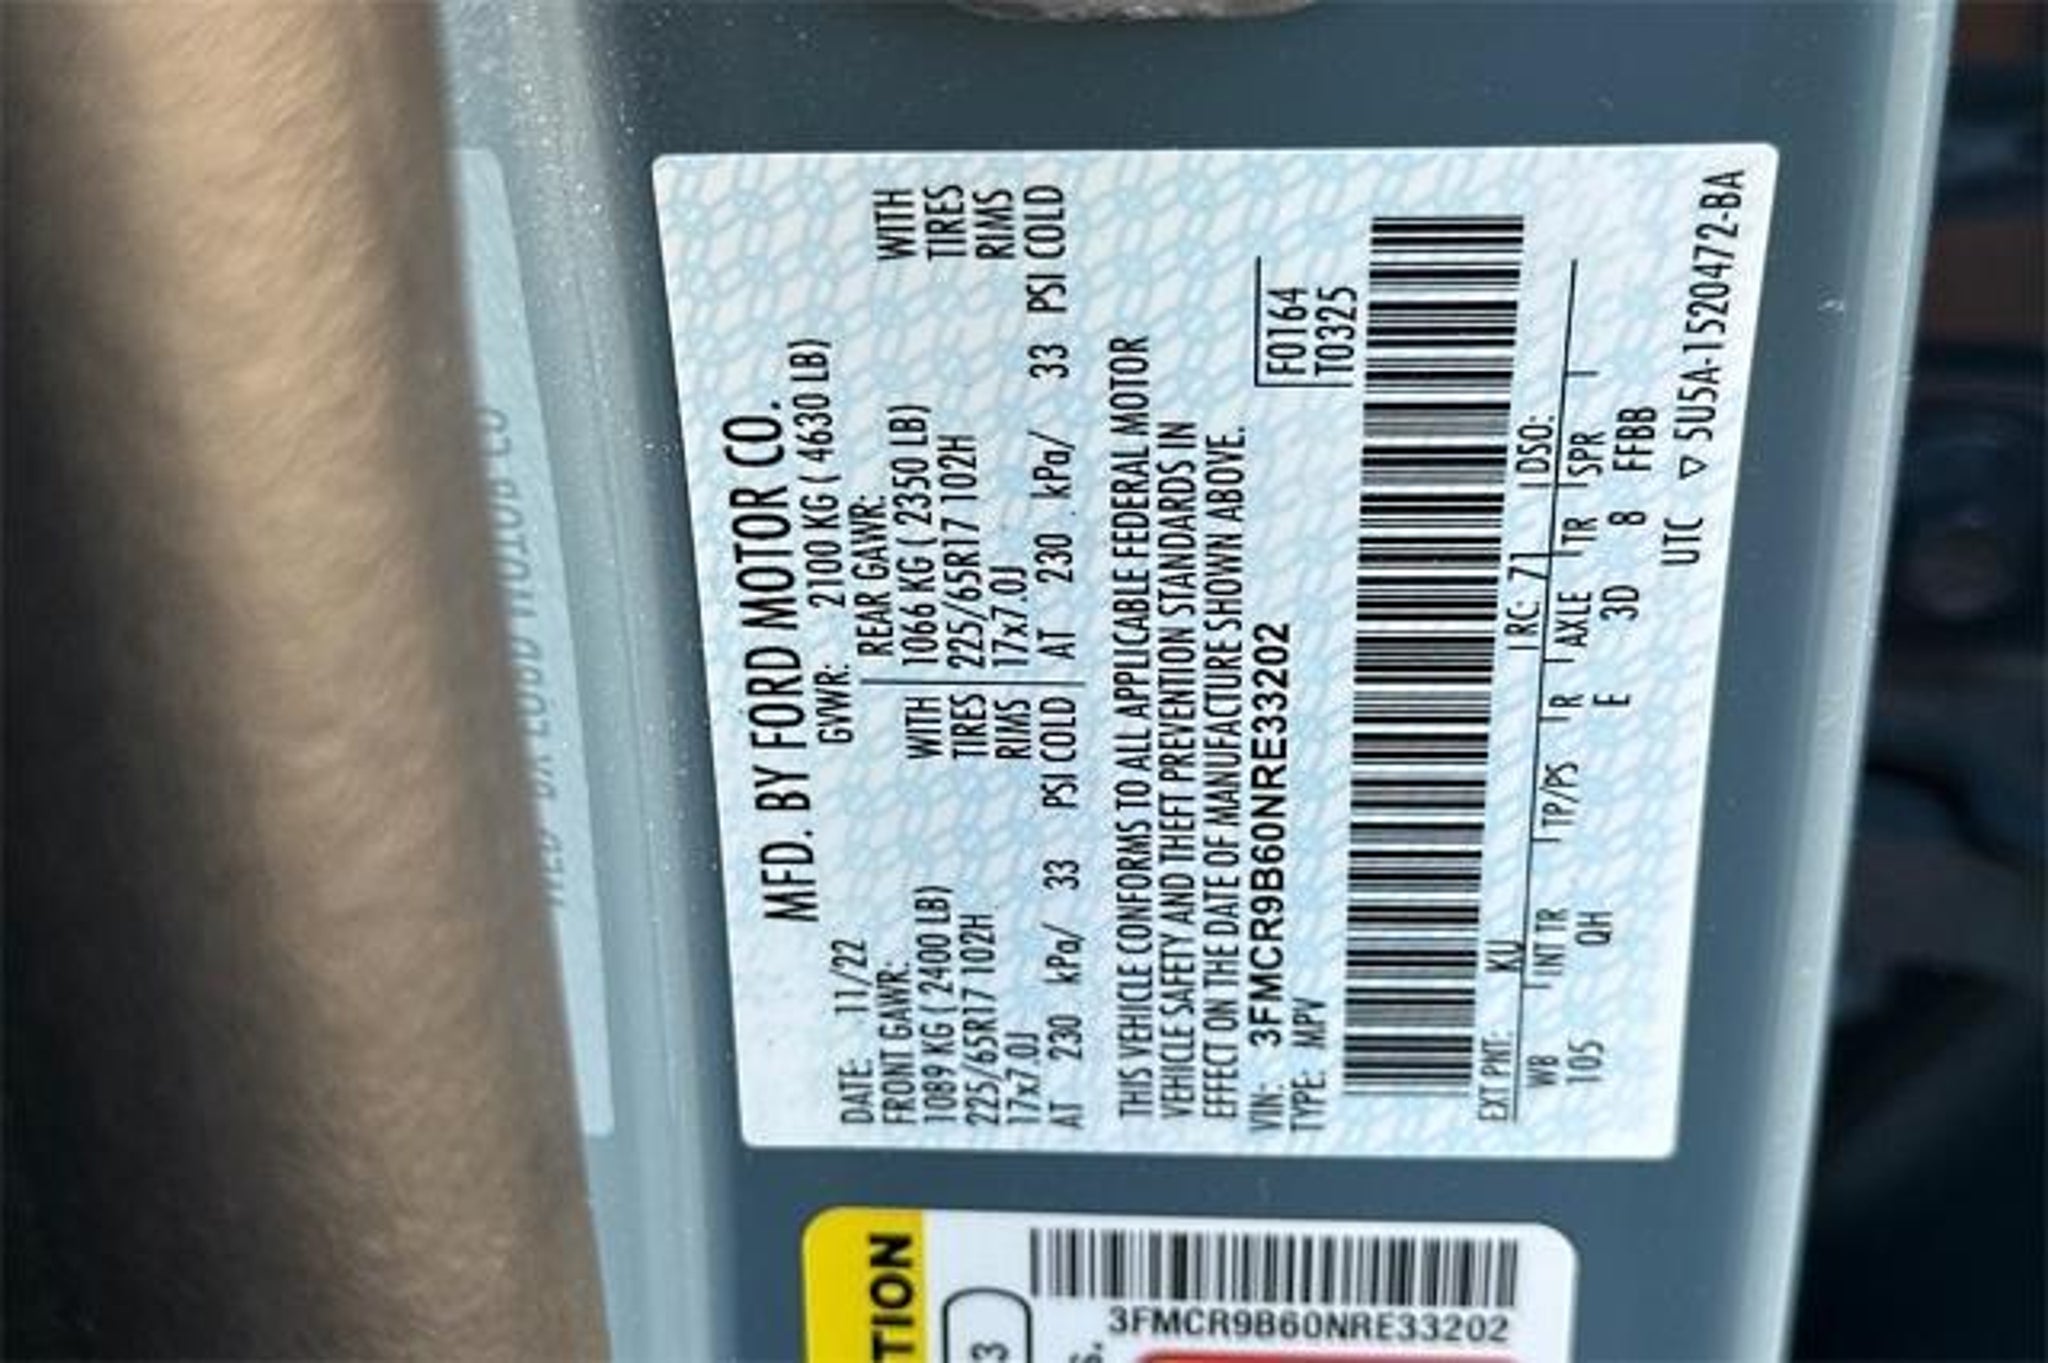 MFD. BY FORD MOTOR CO.
DATE: 11/22 GVWR: 2100 KG ( 4630 LB)
FRONT GAWR: REAR GAWR:
1089 KG ( 2400 LB) WITH 1066 KG ( 2350 LB) WITH
225/65R17 102H TIRES 225/65R17 102H TIRES
17x7.0J RIMS 17x7.0J RIMS
AT 230 kPa/ 33 PSI COLD AT 230 kPa/ 33 PSI COLD
THIS VEHICLE CONFORMS TO ALL APPLICABLE FEDERAL MOTOR
VEHICLE SAFETY AND THEFT PREVENTION STANDARDS IN
EFFECT ON THE DATE OF MANUFACTURE SHOWN ABOVE.
VIN: 3FMCR9B60NRE33202 F0164
TYPE: MPV T0325
EXT PNT: KU RC: 71 DSO:
WB INT TR TP/PS R AXLE TR SPR
105 QH E 3D 8 FFBB
UTC ▽ 5U5A-1520472-BA
TION
3
3FMCR9B60NRE33202